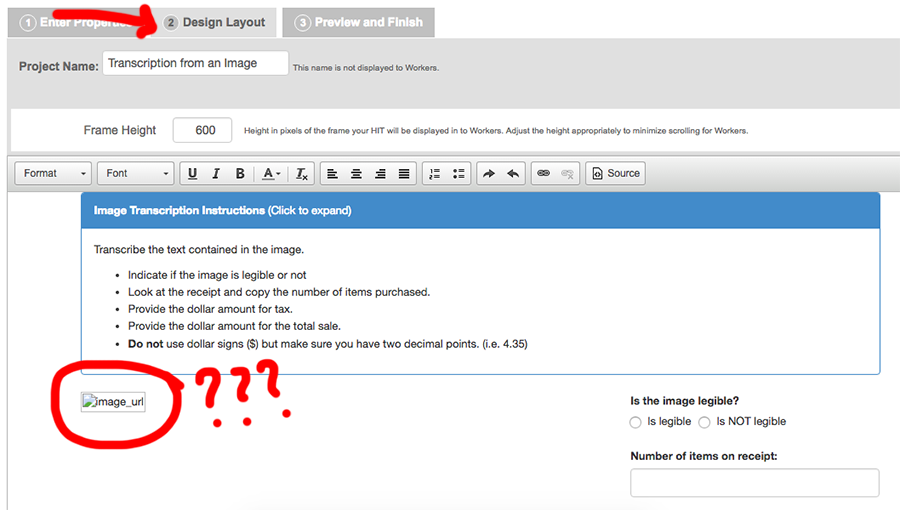 1 Enter Properties 2 Design Layout 3 Preview and Finish
Project Name: Transcription from an Image This name is not displayed to Workers.
Frame Height 600 Height in pixels of the frame your HIT will be displayed in to Workers. Adjust the height appropriately to minimize scrolling for Workers.
Format Font U I B A Tx Source
Image Transcription Instructions (Click to expand)
Transcribe the text contained in the image.
• Indicate if the image is legible or not
• Look at the receipt and copy the number of items purchased.
• Provide the dollar amount for tax.
• Provide the dollar amount for the total sale.
• Do not use dollar signs ($) but make sure you have two decimal points. (i.e. 4.35)
image_url ???
Is the image legible?
Is legible Is NOT legible
Number of items on receipt: